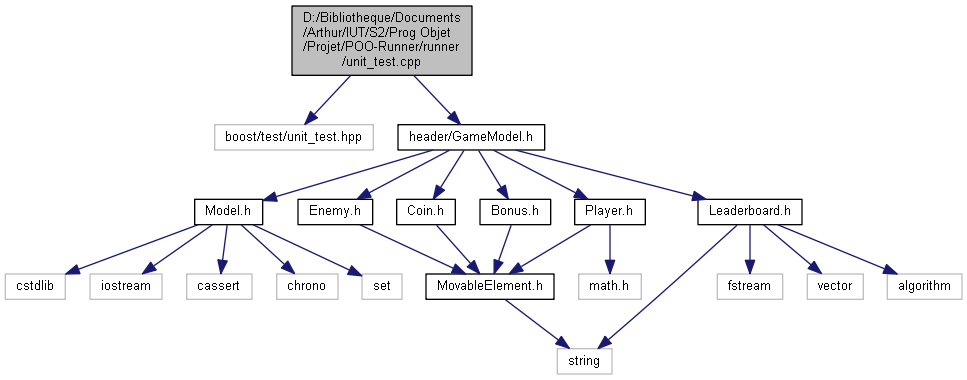 D:/Bibliotheque/Documents
/Arthur/IUT/S2/Prog Objet
/Projet/POO-Runner/runner
/unit_test.cpp
boost/test/unit_test.hpp
header/GameModel.h
Model.h
Enemy.h
Coin.h
Bonus.h
Player.h
Leaderboard.h
cstdlib
iostream
cassert
chrono
set
MovableElement.h
math.h
fstream
vector
algorithm
string